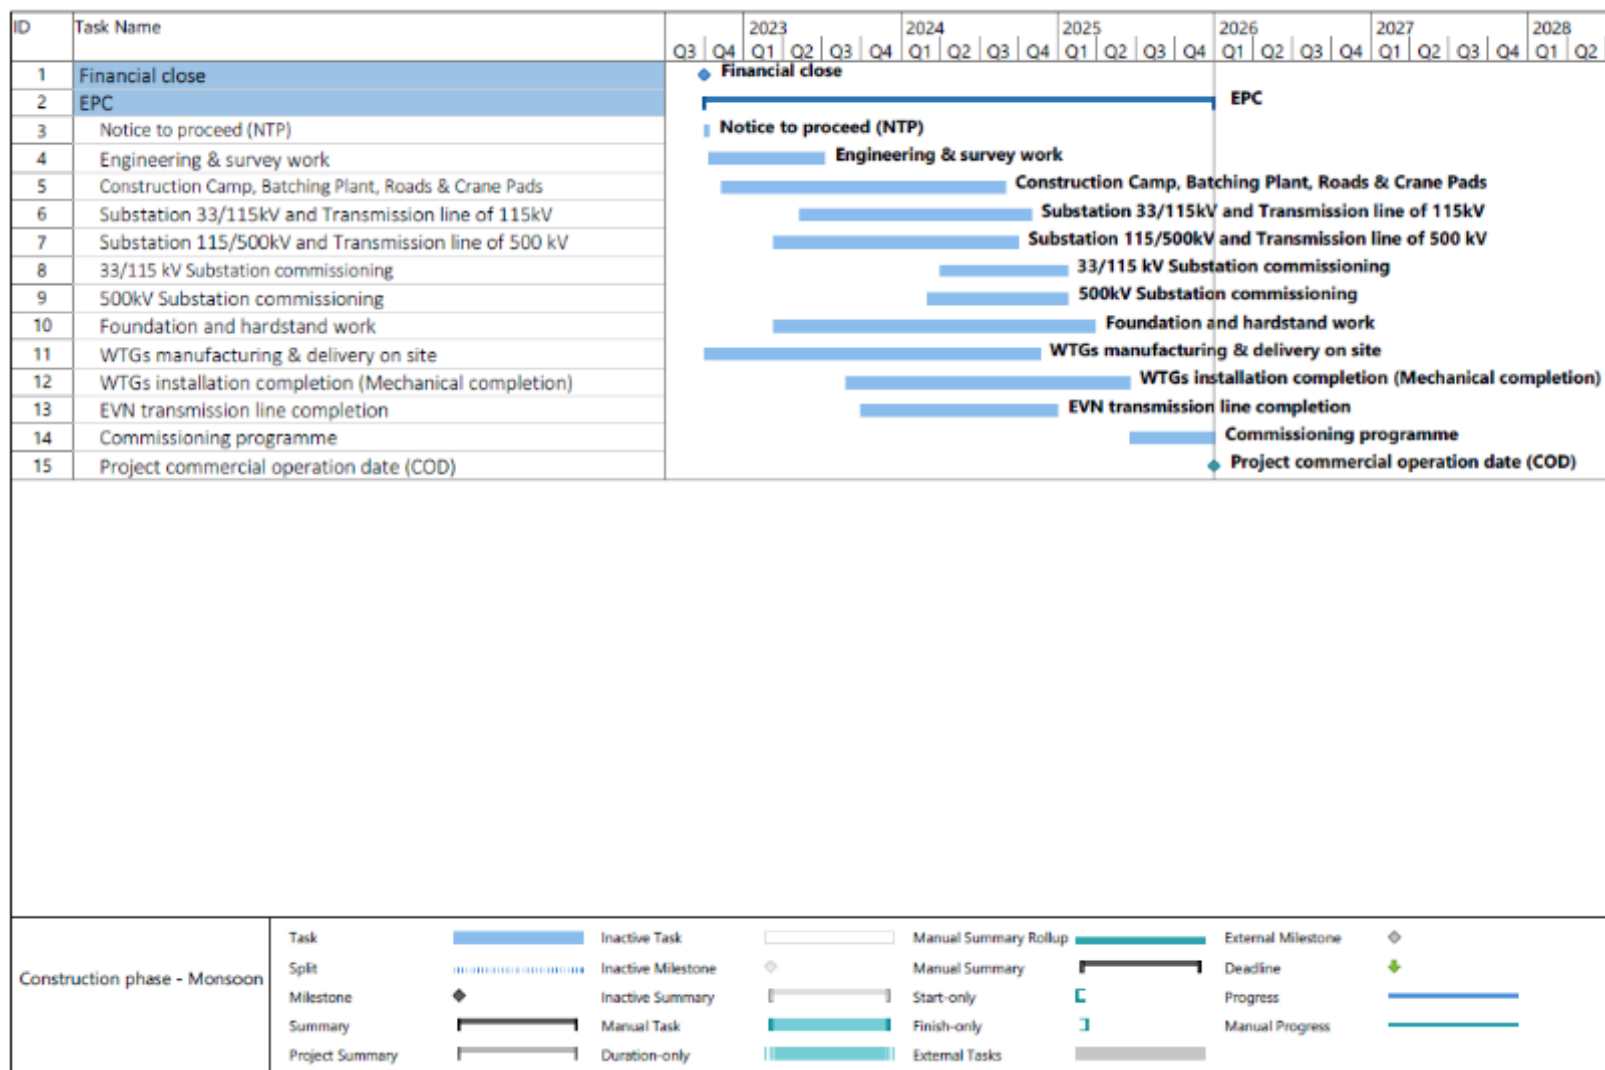 ID Task Name 2023 2024 2025 2026 2027 2028
Q3 Q4 Q1 Q2 Q3 Q4 Q1 Q2 Q3 Q4 Q1 Q2 Q3 Q4 Q1 Q2 Q3 Q4 Q1 Q2 Q3 Q4 Q1 Q2
1 Financial close Financial close
2 EPC EPC
3 Notice to proceed (NTP) Notice to proceed (NTP)
4 Engineering & survey work Engineering & survey work
5 Construction Camp, Batching Plant, Roads & Crane Pads Construction Camp, Batching Plant, Roads & Crane Pads
6 Substation 33/115kV and Transmission line of 115kV Substation 33/115kV and Transmission line of 115kV
7 Substation 115/500kV and Transmission line of 500 kV Substation 115/500kV and Transmission line of 500 kV
8 33/115 kV Substation commissioning 33/115 kV Substation commissioning
9 500kV Substation commissioning 500kV Substation commissioning
10 Foundation and hardstand work Foundation and hardstand work
11 WTGs manufacturing & delivery on site WTGs manufacturing & delivery on site
12 WTGs installation completion (Mechanical completion) WTGs installation completion (Mechanical completion)
13 EVN transmission line completion EVN transmission line completion
14 Commissioning programme Commissioning programme
15 Project commercial operation date (COD) Project commercial operation date (COD)
Construction phase - Monsoon
Task Inactive Task Manual Summary Rollup External Milestone
Split Inactive Milestone Manual Summary Deadline
Milestone Inactive Summary Start-only Progress
Summary Manual Task Finish-only Manual Progress
Project Summary Duration-only External Tasks